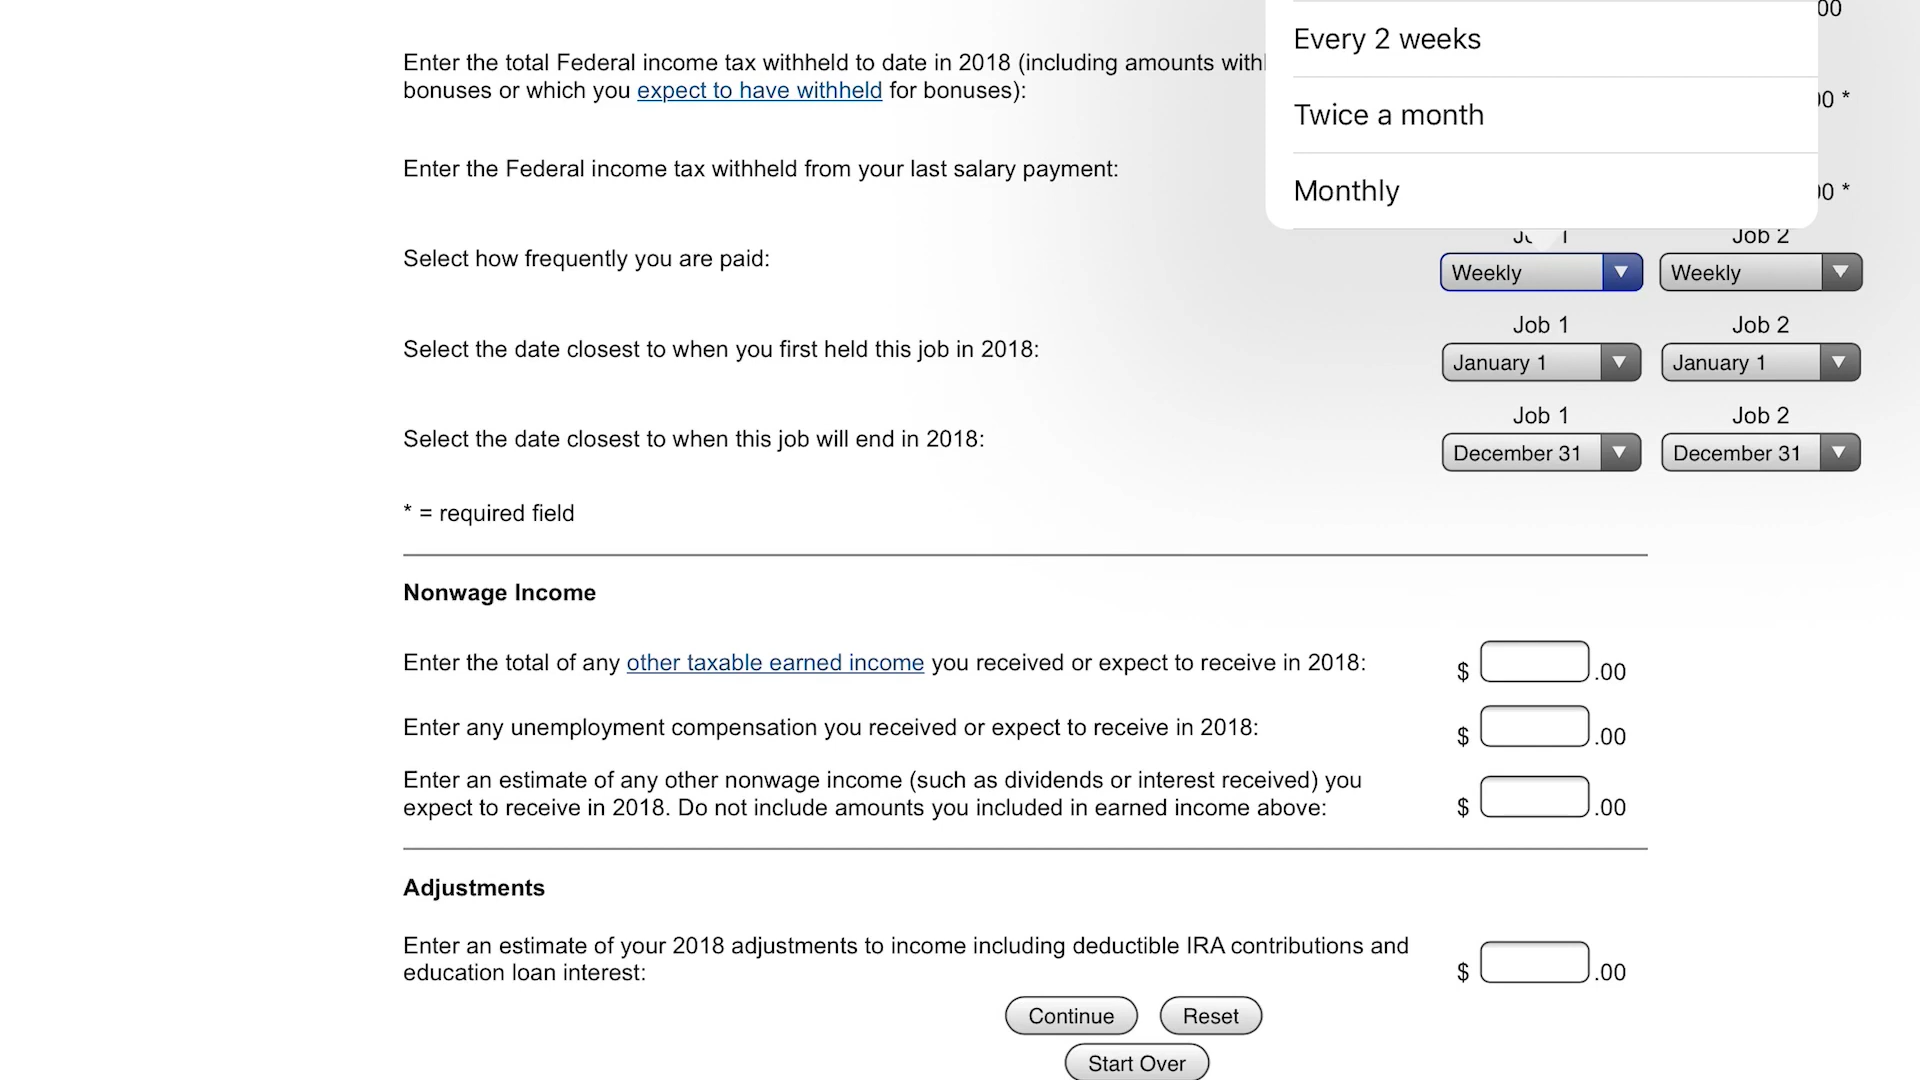 .00
Every 2 weeks
Enter the total Federal income tax withheld to date in 2018 (including amounts
bonuses or which you expect to have withheld for bonuses):
00 *
Twice a month
Enter the Federal income tax withheld from your last salary payment:
Monthly
00 *
Job 2
Select how frequently you are paid:
Weekly
Weekly
Job 1
Job 2
Select the date closest to when you first held this job in 2018:
January 1
January 1
Job 1
Job 2
Select the date closest to when this job will end in 2018:
December 31
December 31
* = required field
Nonwage Income
Enter the total of any other taxable earned income you received or expect to receive in 2018:
$ .00
Enter any unemployment compensation you received or expect to receive in 2018:
$ .00
Enter an estimate of any other nonwage income (such as dividends or interest received) you
expect to receive in 2018. Do not include amounts you included in earned income above:
$ .00
Adjustments
Enter an estimate of your 2018 adjustments to income including deductible IRA contributions and
education loan interest:
$ .00
Continue
Reset
Start Over